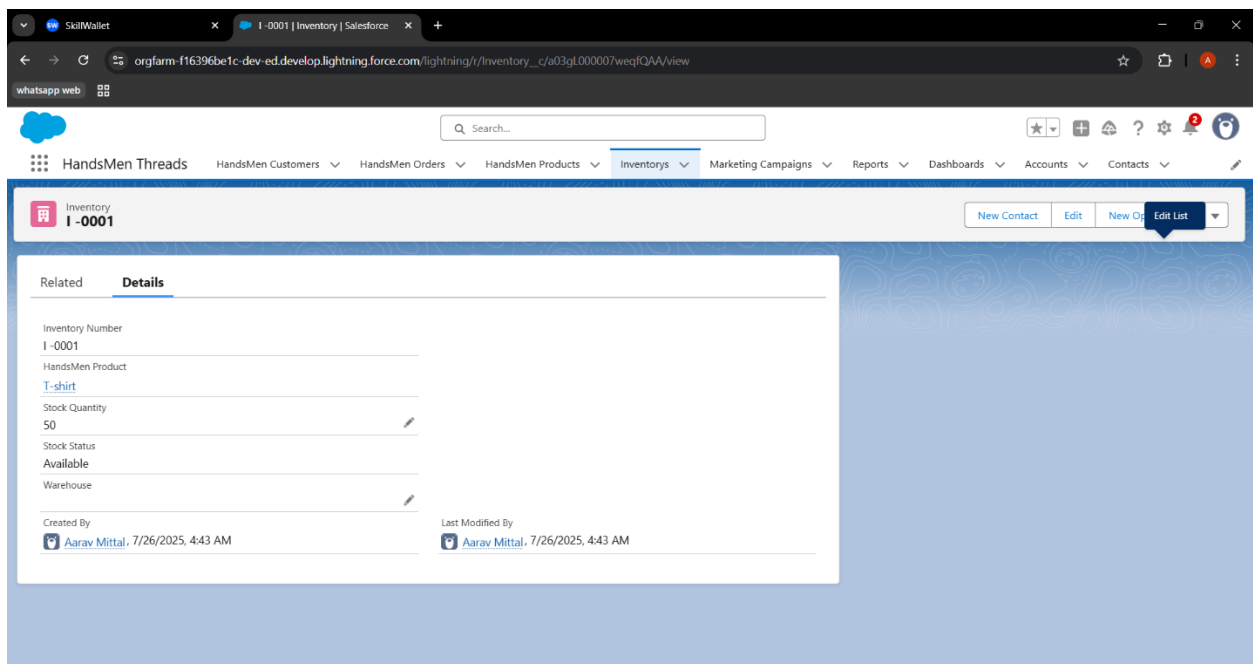 SkillWallet
I -0001 | Inventory | Salesforce
orgfarm-f16396be1c-dev-ed.develop.lightning.force.com/lightning/r/Inventory__c/a03gL000007weqfQAA/view
A
whatsapp web
Search...
2
HandsMen Threads HandsMen Customers HandsMen Orders HandsMen Products Inventorys Marketing Campaigns Reports Dashboards Accounts Contacts
Inventory
I -0001
New Contact Edit New Op Edit List
Related Details
Inventory Number
I -0001
HandsMen Product
T-shirt
Stock Quantity
50
Stock Status
Available
Warehouse
Created By Last Modified By
Aarav Mittal, 7/26/2025, 4:43 AM Aarav Mittal, 7/26/2025, 4:43 AM